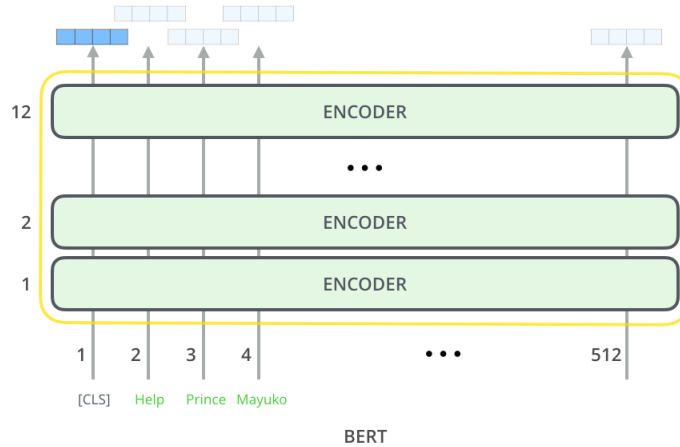 12 ENCODER
• • •
2 ENCODER
1 ENCODER
1 2 3 4 • • • 512
[CLS] Help Prince Mayuko
BERT